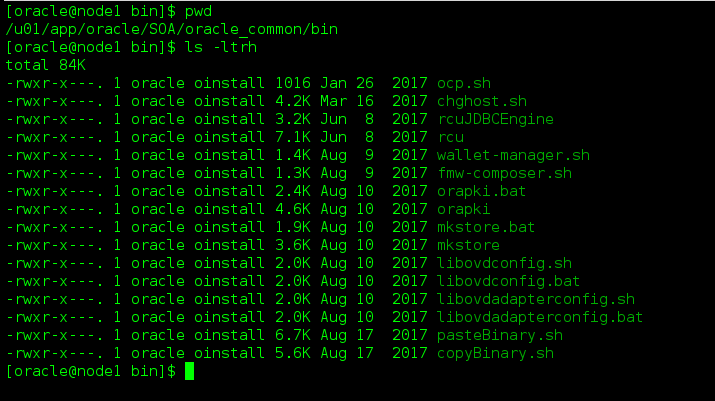 [oracle@node1 bin]$ pwd
/u01/app/oracle/SOA/oracle_common/bin
[oracle@node1 bin]$ ls -ltrh
total 84K
-rwxr-x---. 1 oracle oinstall 1016 Jan 26  2017 ocp.sh
-rwxr-x---. 1 oracle oinstall 4.2K Mar 16  2017 chghost.sh
-rwxr-x---. 1 oracle oinstall 3.2K Jun  8  2017 rcuJDBCEngine
-rwxr-x---. 1 oracle oinstall 7.1K Jun  8  2017 rcu
-rwxr-x---. 1 oracle oinstall 1.4K Aug  9  2017 wallet-manager.sh
-rwxr-x---. 1 oracle oinstall 1.3K Aug  9  2017 fmw-composer.sh
-rwxr-x---. 1 oracle oinstall 2.4K Aug 10  2017 orapki.bat
-rwxr-x---. 1 oracle oinstall 4.6K Aug 10  2017 orapki
-rwxr-x---. 1 oracle oinstall 1.9K Aug 10  2017 mkstore.bat
-rwxr-x---. 1 oracle oinstall 3.6K Aug 10  2017 mkstore
-rwxr-x---. 1 oracle oinstall 2.0K Aug 10  2017 libovdconfig.sh
-rwxr-x---. 1 oracle oinstall 2.0K Aug 10  2017 libovdconfig.bat
-rwxr-x---. 1 oracle oinstall 2.0K Aug 10  2017 libovdadapterconfig.sh
-rwxr-x---. 1 oracle oinstall 2.0K Aug 10  2017 libovdadapterconfig.bat
-rwxr-x---. 1 oracle oinstall 6.7K Aug 17  2017 pasteBinary.sh
-rwxr-x---. 1 oracle oinstall 5.6K Aug 17  2017 copyBinary.sh
[oracle@node1 bin]$